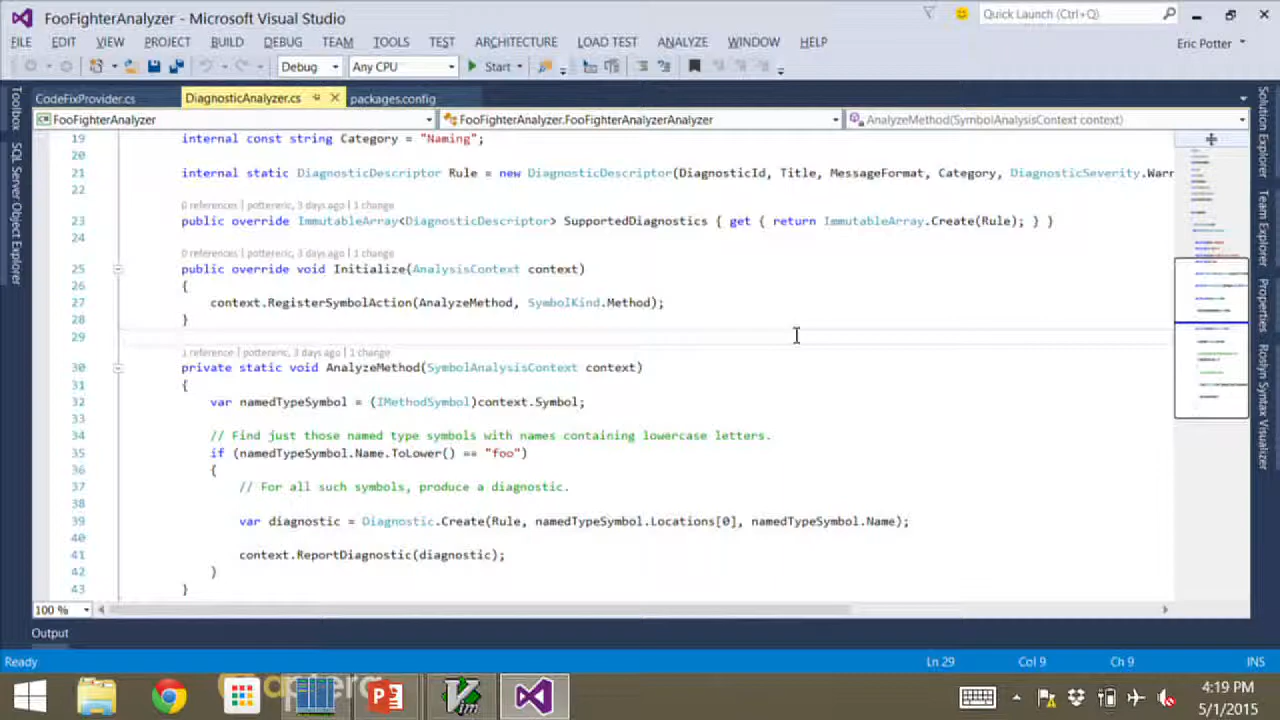 FooFighterAnalyzer - Microsoft Visual Studio
Quick Launch (Ctrl+Q)
FILE EDIT VIEW PROJECT BUILD DEBUG TEAM TOOLS TEST ARCHITECTURE LOAD TEST ANALYZE WINDOW HELP
Eric Potter
Debug Any CPU Start
CodeFixProvider.cs DiagnosticAnalyzer.cs packages.config
FooFighterAnalyzer FooFighterAnalyzer.FooFighterAnalyzerAnalyzer AnalyzeMethod(SymbolAnalysisContext context)
Toolbox
SQL Server Object Explorer
19 internal const string Category = "Naming";
20
21 internal static DiagnosticDescriptor Rule = new DiagnosticDescriptor(DiagnosticId, Title, MessageFormat, Category, DiagnosticSeverity.Warr
22
0 references | pottereric, 3 days ago | 1 change
23 public override ImmutableArray<DiagnosticDescriptor> SupportedDiagnostics { get { return ImmutableArray.Create(Rule); } }
24
0 references | pottereric, 3 days ago | 1 change
25 public override void Initialize(AnalysisContext context)
26 {
27 context.RegisterSymbolAction(AnalyzeMethod, SymbolKind.Method);
28 }
29
1 reference | pottereric, 3 days ago | 1 change
30 private static void AnalyzeMethod(SymbolAnalysisContext context)
31 {
32 var namedTypeSymbol = (IMethodSymbol)context.Symbol;
33
34 // Find just those named type symbols with names containing lowercase letters.
35 if (namedTypeSymbol.Name.ToLower() == "foo")
36 {
37 // For all such symbols, produce a diagnostic.
38
39 var diagnostic = Diagnostic.Create(Rule, namedTypeSymbol.Locations[0], namedTypeSymbol.Name);
40
41 context.ReportDiagnostic(diagnostic);
42 }
43 }
Solution Explorer
Team Explorer
Properties
Roslyn Syntax Visualizer
100 %
Output
Ready Ln 29 Col 9 Ch 9 INS
4:19 PM
5/1/2015